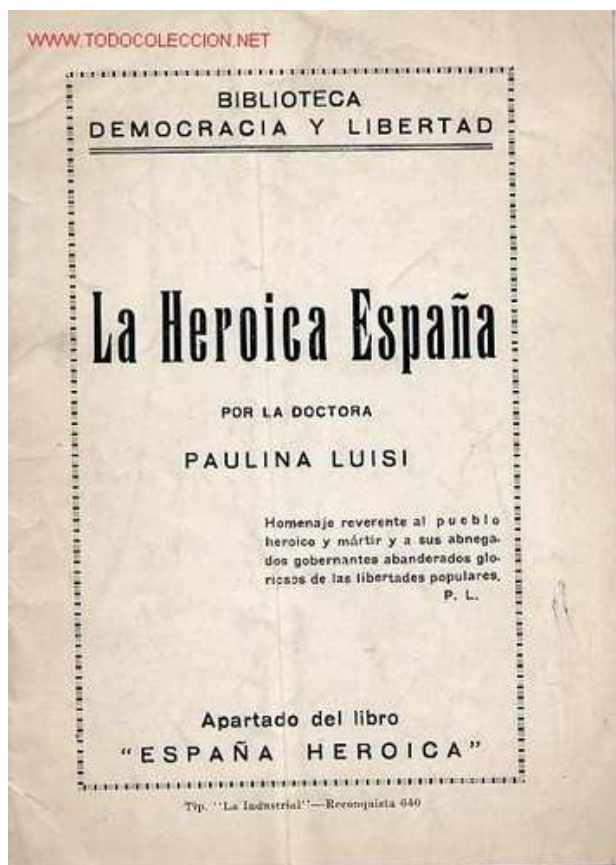 WWW.TODOCOLECCION.NET
BIBLIOTECA
DEMOCRACIA Y LIBERTAD
La Heroica España
POR LA DOCTORA
PAULINA LUISI
Homenaje reverente al pueblo
heroico y mártir y a sus abnega-
dos gobernantes abanderados glo-
riosos de las libertades populares.
P. L.
Apartado del libro
"ESPAÑA HEROICA"
Tip. "La Industrial"—Reconquista 640